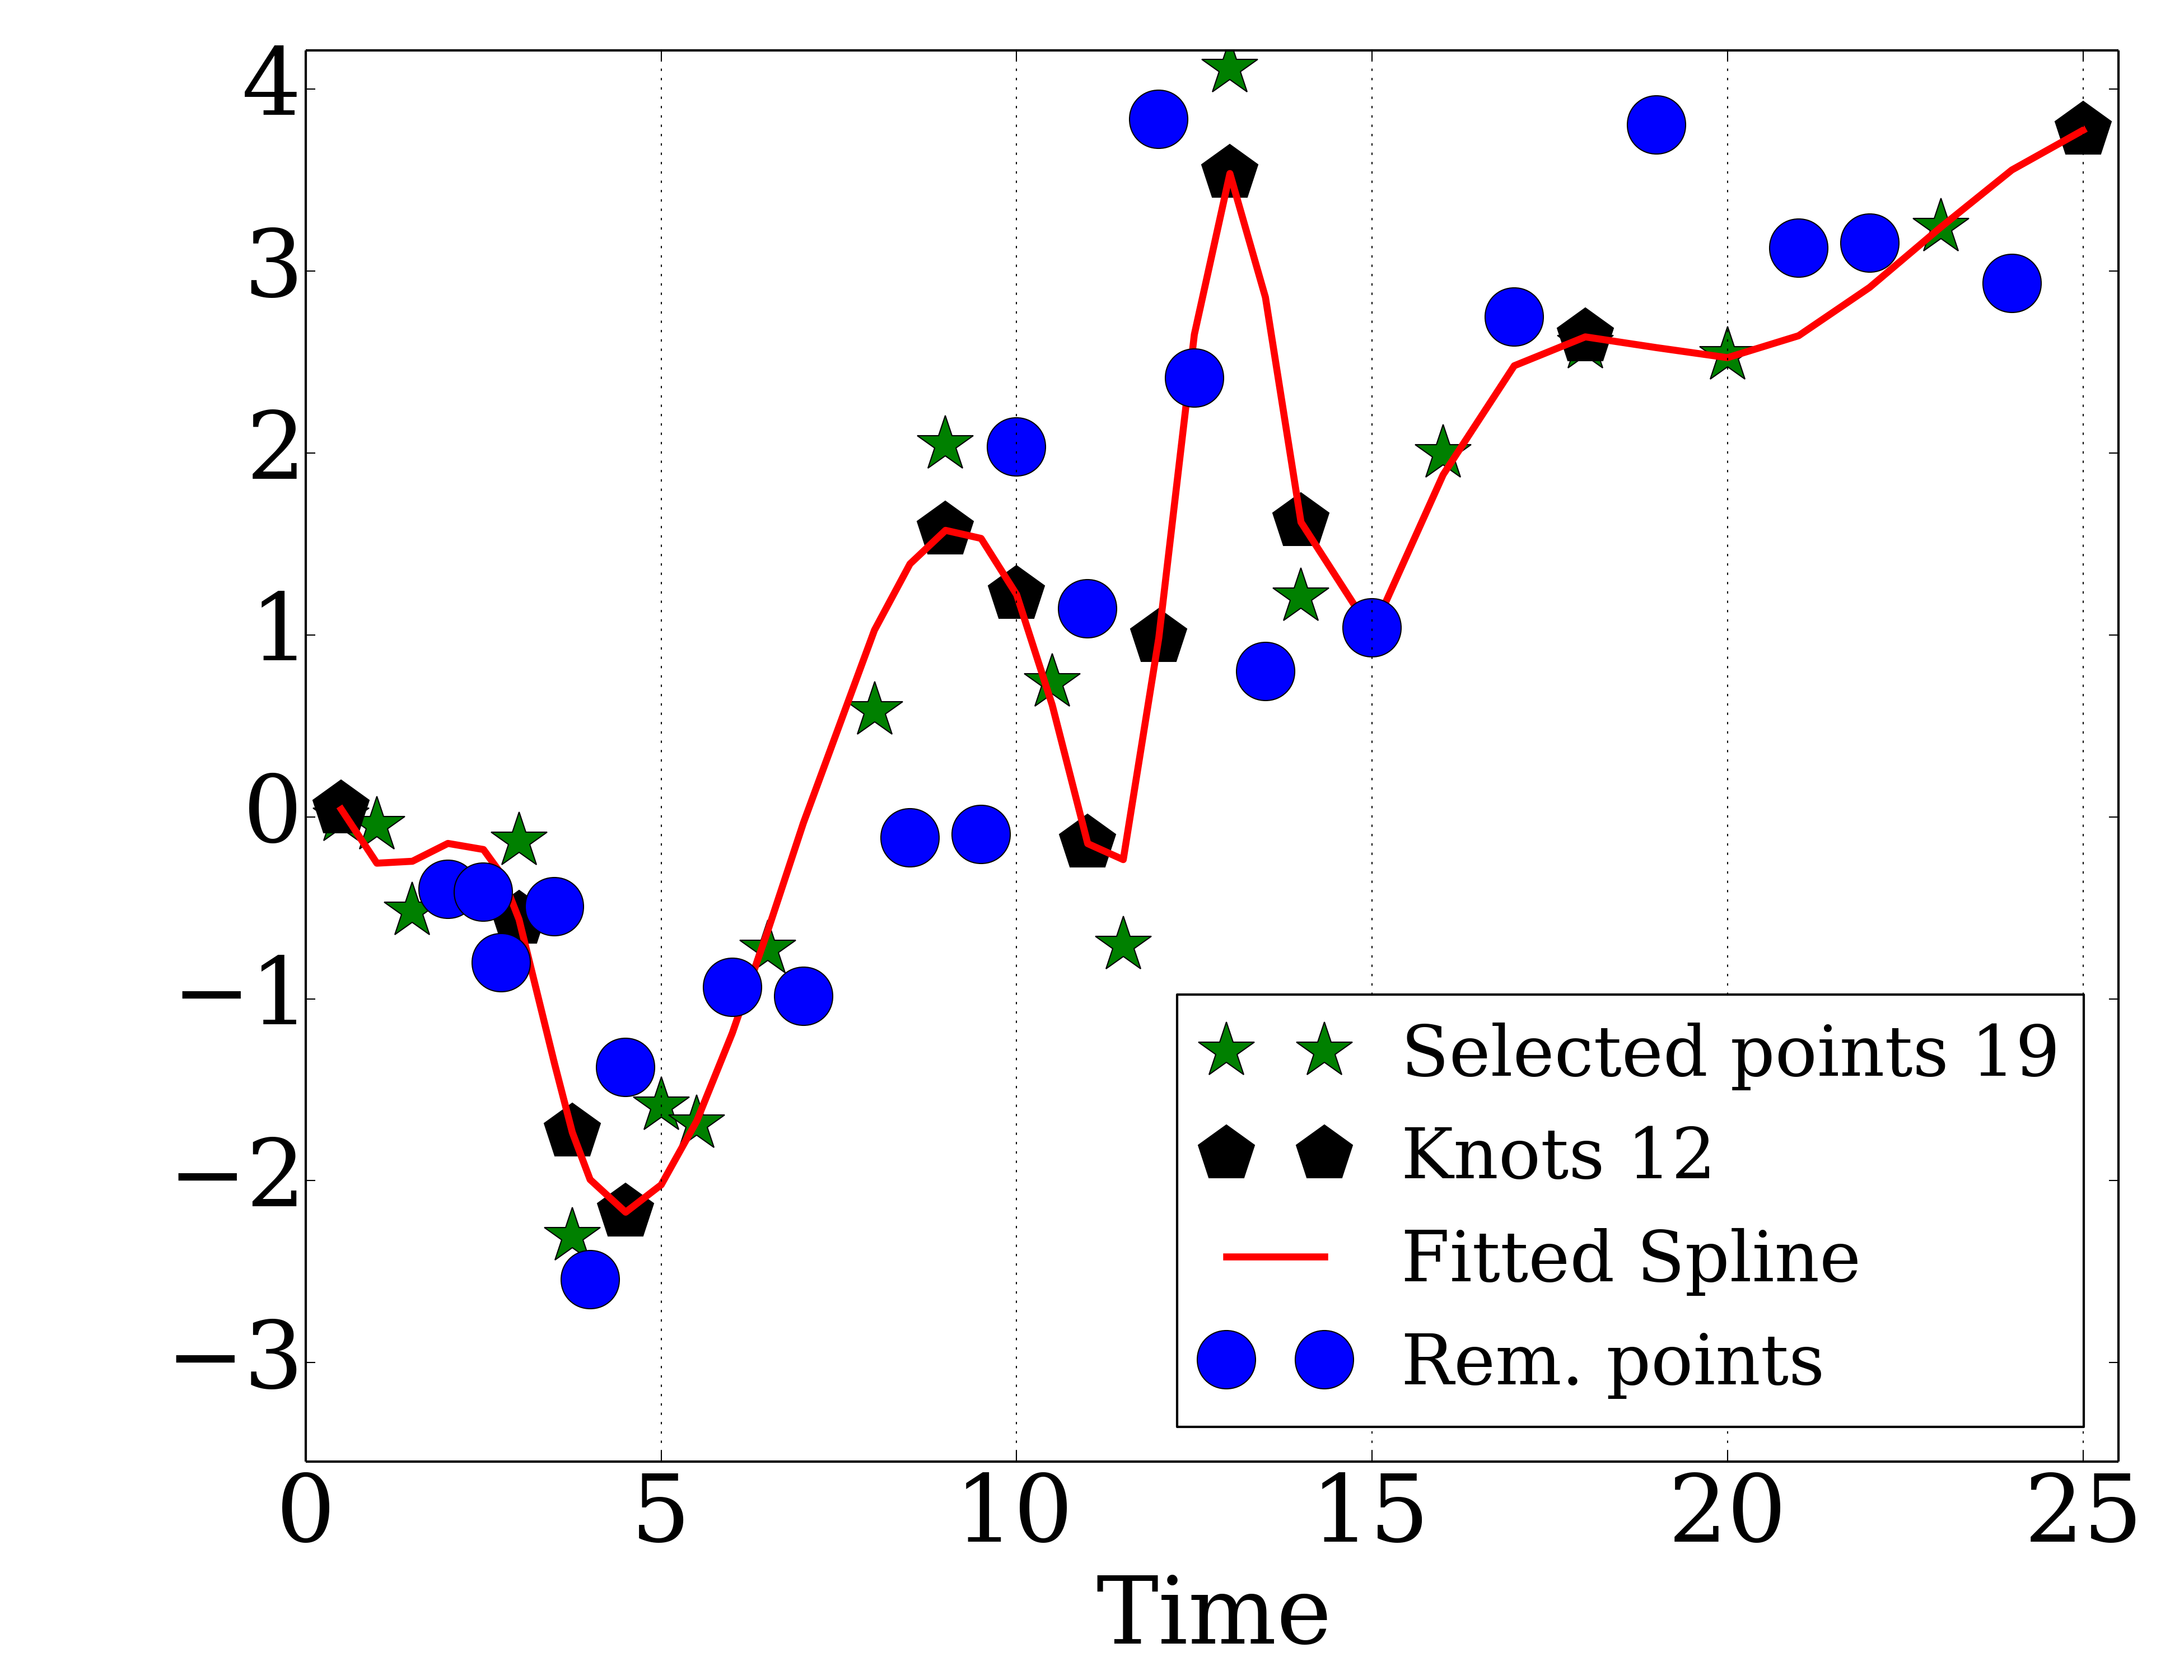 4
3
2
1
0
−1
−2
−3
Selected points 19
Knots 12
Fitted Spline
Rem. points
0 5 10 15 20 25
Time